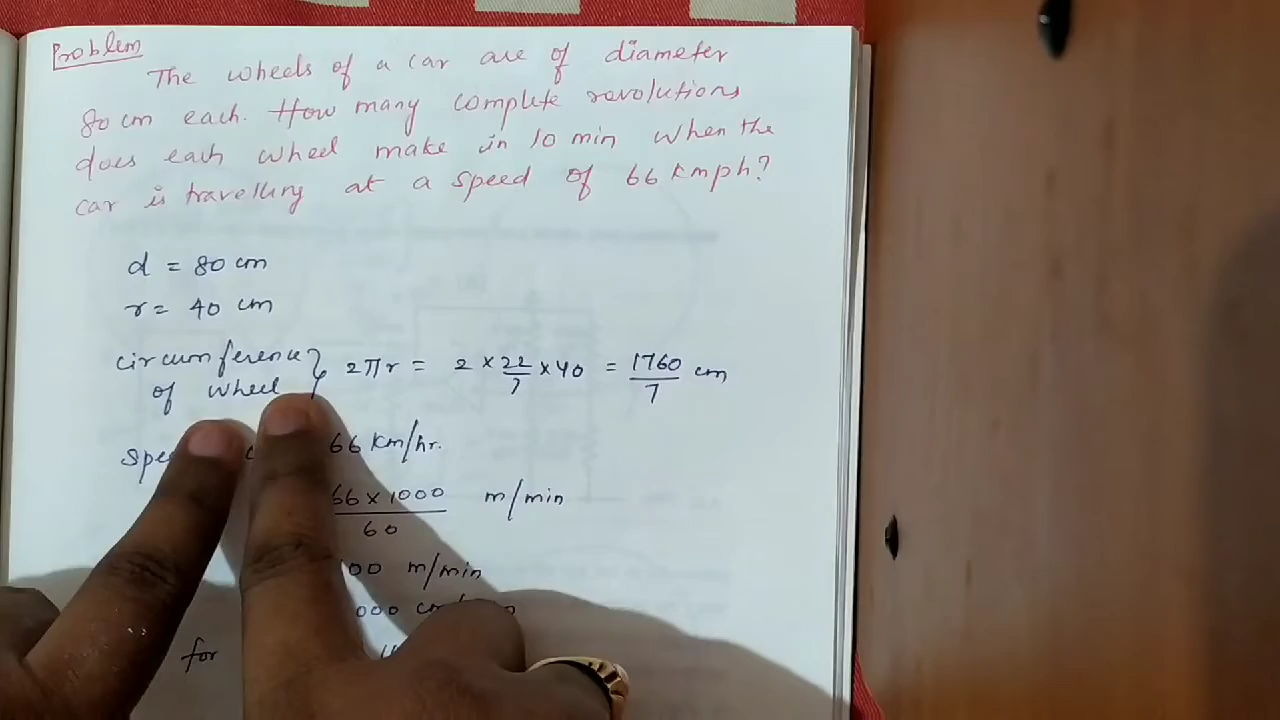 Problem
The wheels of a car are of diameter
80 cm each. How many complete revolutions
does each wheel make in 10 min when the
car is travelling at a speed of 66 kmph?
d = 80 cm
r = 40 cm
circumference } 2πr = 2 × 22/7 × 40 = 1760/7 cm
of wheel
66 km/hr.
66 × 1000 / 60 m/min
00 m/min
000
for